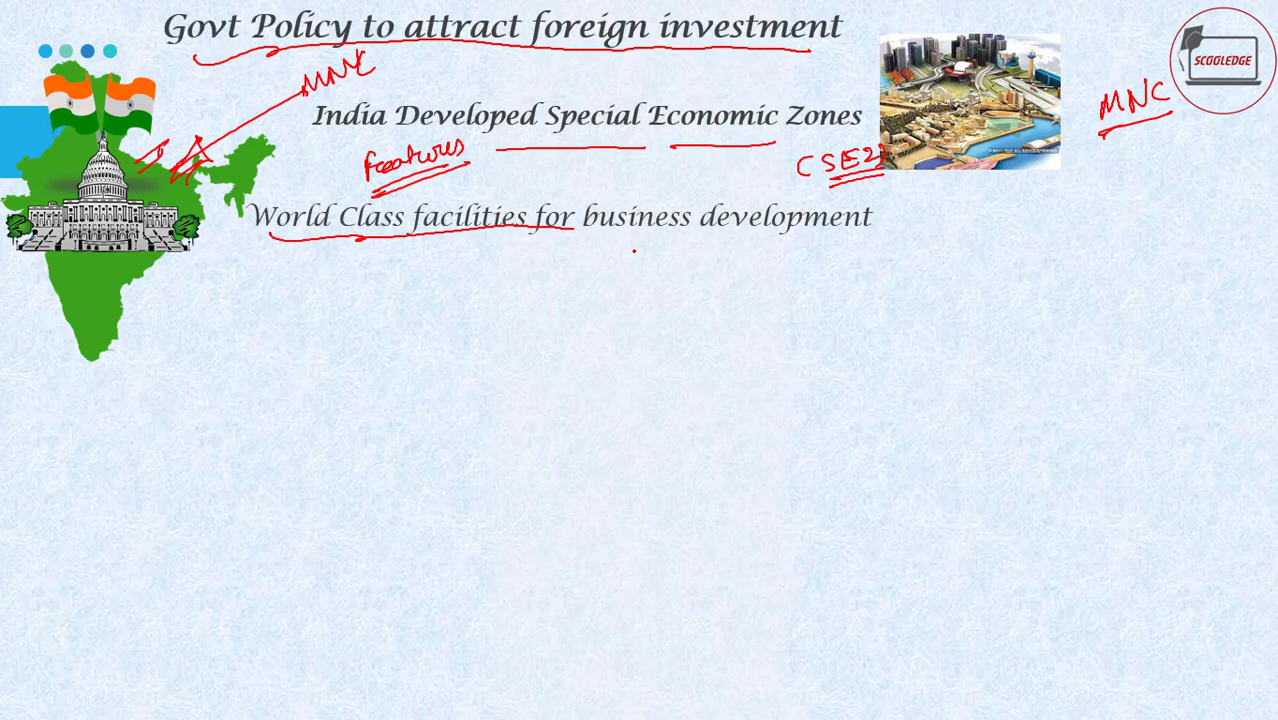 Govt Policy to attract foreign investment
SCOOLEDGE
MNC
MNC
India Developed Special Economic Zones
features
(SEZ)
World Class facilities for business development